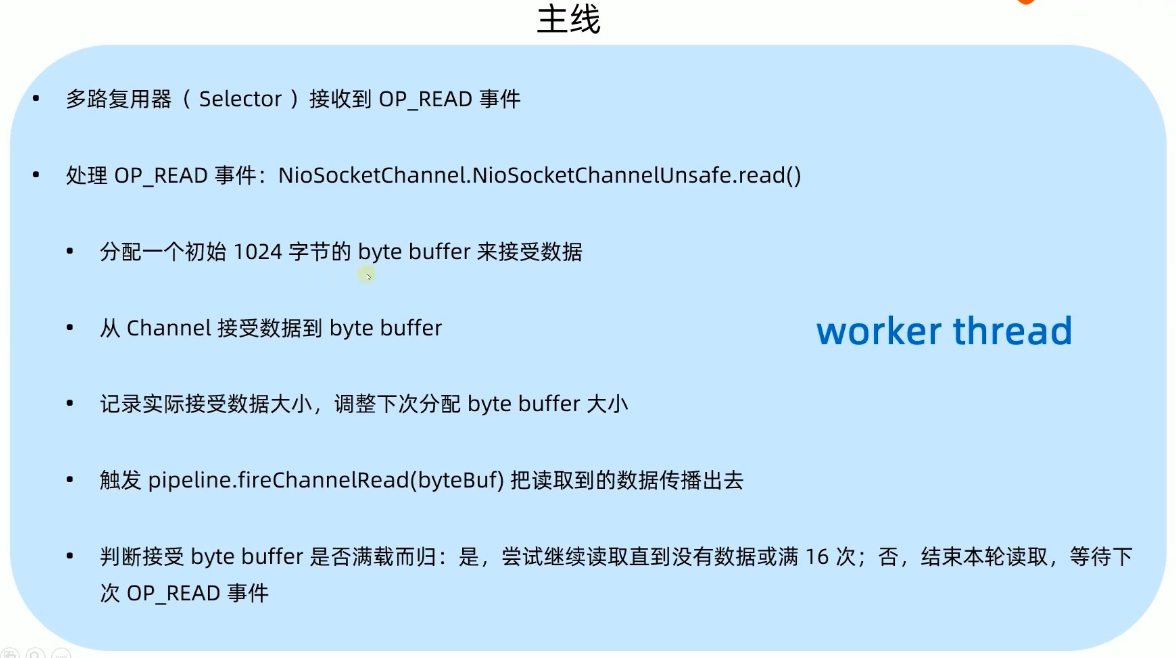 主线
• 多路复用器（ Selector ）接收到 OP_READ 事件
• 处理 OP_READ 事件：NioSocketChannel.NioSocketChannelUnsafe.read()
• 分配一个初始 1024 字节的 byte buffer 来接受数据
• 从 Channel 接受数据到 byte buffer
worker thread
• 记录实际接受数据大小，调整下次分配 byte buffer 大小
• 触发 pipeline.fireChannelRead(byteBuf) 把读取到的数据传播出去
• 判断接受 byte buffer 是否满载而归：是，尝试继续读取直到没有数据或满 16 次；否，结束本轮读取，等待下
次 OP_READ 事件